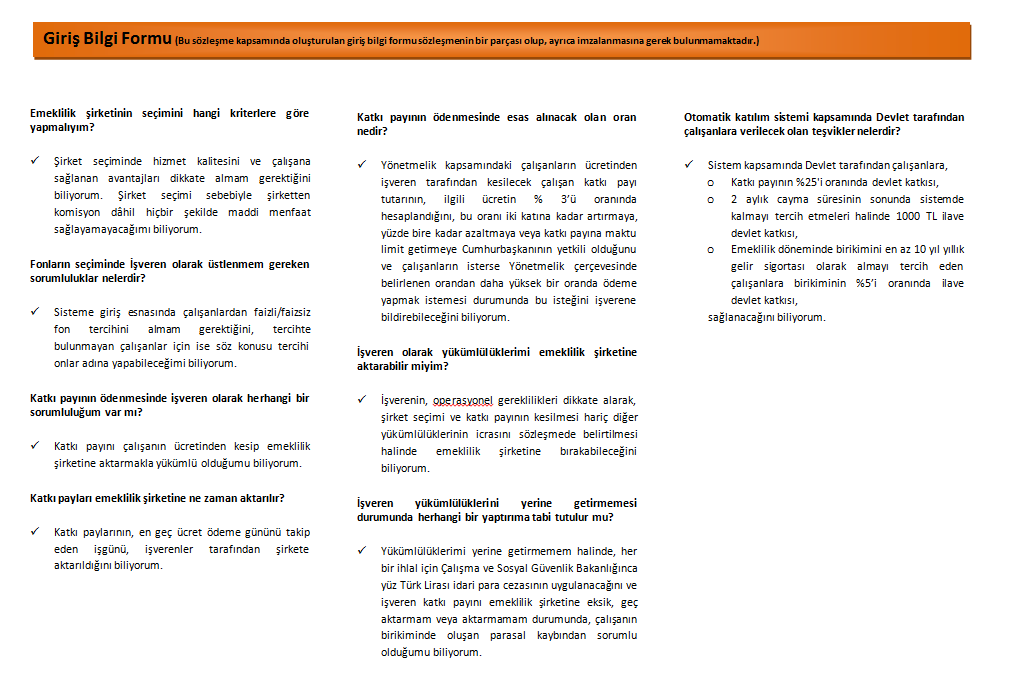 Giriş Bilgi Formu (Bu sözleşme kapsamında oluşturulan giriş bilgi formu sözleşmenin bir parçası olup, ayrıca imzalanmasına gerek bulunmamaktadır.)
Emeklilik şirketinin seçimini hangi kriterlere göre
yapmalıyım?
✓ Şirket seçiminde hizmet kalitesini ve çalışana
sağlanan avantajları dikkate almam gerektiğini
biliyorum. Şirket seçimi sebebiyle şirketten
komisyon dâhil hiçbir şekilde maddi menfaat
sağlayamayacağımı biliyorum.
Fonların seçiminde İşveren olarak üstlenmem gereken
sorumluluklar nelerdir?
✓ Sisteme giriş esnasında çalışanlardan faizli/faizsiz
fon tercihini almam gerektiğini, tercihte
bulunmayan çalışanlar için ise söz konusu tercihi
onlar adına yapabileceğimi biliyorum.
Katkı payının ödenmesinde işveren olarak herhangi bir
sorumluluğum var mı?
✓ Katkı payını çalışanın ücretinden kesip emeklilik
şirketine aktarmakla yükümlü olduğumu biliyorum.
Katkı payları emeklilik şirketine ne zaman aktarılır?
✓ Katkı paylarının, en geç ücret ödeme gününü takip
eden işgünü, işverenler tarafından şirkete
aktarıldığını biliyorum.
Katkı payının ödenmesinde esas alınacak olan oran
nedir?
✓ Yönetmelik kapsamındaki çalışanların ücretinden
işveren tarafından kesilecek çalışan katkı payı
tutarının, ilgili ücretin % 3'ü oranında
hesaplandığını, bu oranı iki katına kadar artırmaya,
yüzde bire kadar azaltmaya veya katkı payına maktu
limit getirmeye Cumhurbaşkanının yetkili olduğunu
ve çalışanların isterse Yönetmelik çerçevesinde
belirlenen orandan daha yüksek bir oranda ödeme
yapmak istemesi durumunda bu isteğini işverene
bildirebileceğini biliyorum.
İşveren olarak yükümlülüklerimi emeklilik şirketine
aktarabilir miyim?
✓ İşverenin, operasyonel gereklilikleri dikkate alarak,
şirket seçimi ve katkı payının kesilmesi hariç diğer
yükümlülüklerinin icrasını sözleşmede belirtilmesi
halinde emeklilik şirketine bırakabileceğini
biliyorum.
İşveren yükümlülüklerini yerine getirmemesi
durumunda herhangi bir yaptırıma tabi tutulur mu?
✓ Yükümlülüklerimi yerine getirmemem halinde, her
bir ihlal için Çalışma ve Sosyal Güvenlik Bakanlığınca
yüz Türk Lirası idari para cezasının uygulanacağını ve
işveren katkı payını emeklilik şirketine eksik, geç
aktarmam veya aktarmamam durumunda, çalışanın
birikiminde oluşan parasal kaybından sorumlu
olduğumu biliyorum.
Otomatik katılım sistemi kapsamında Devlet tarafından
çalışanlara verilecek olan teşvikler nelerdir?
✓ Sistem kapsamında Devlet tarafından çalışanlara,
o Katkı payının %25'i oranında devlet katkısı,
o 2 aylık cayma süresinin sonunda sistemde
kalmayı tercih etmeleri halinde 1000 TL ilave
devlet katkısı,
o Emeklilik döneminde birikimini en az 10 yıl yıllık
gelir sigortası olarak almayı tercih eden
çalışanlara birikiminin %5'i oranında ilave
devlet katkısı,
sağlanacağını biliyorum.